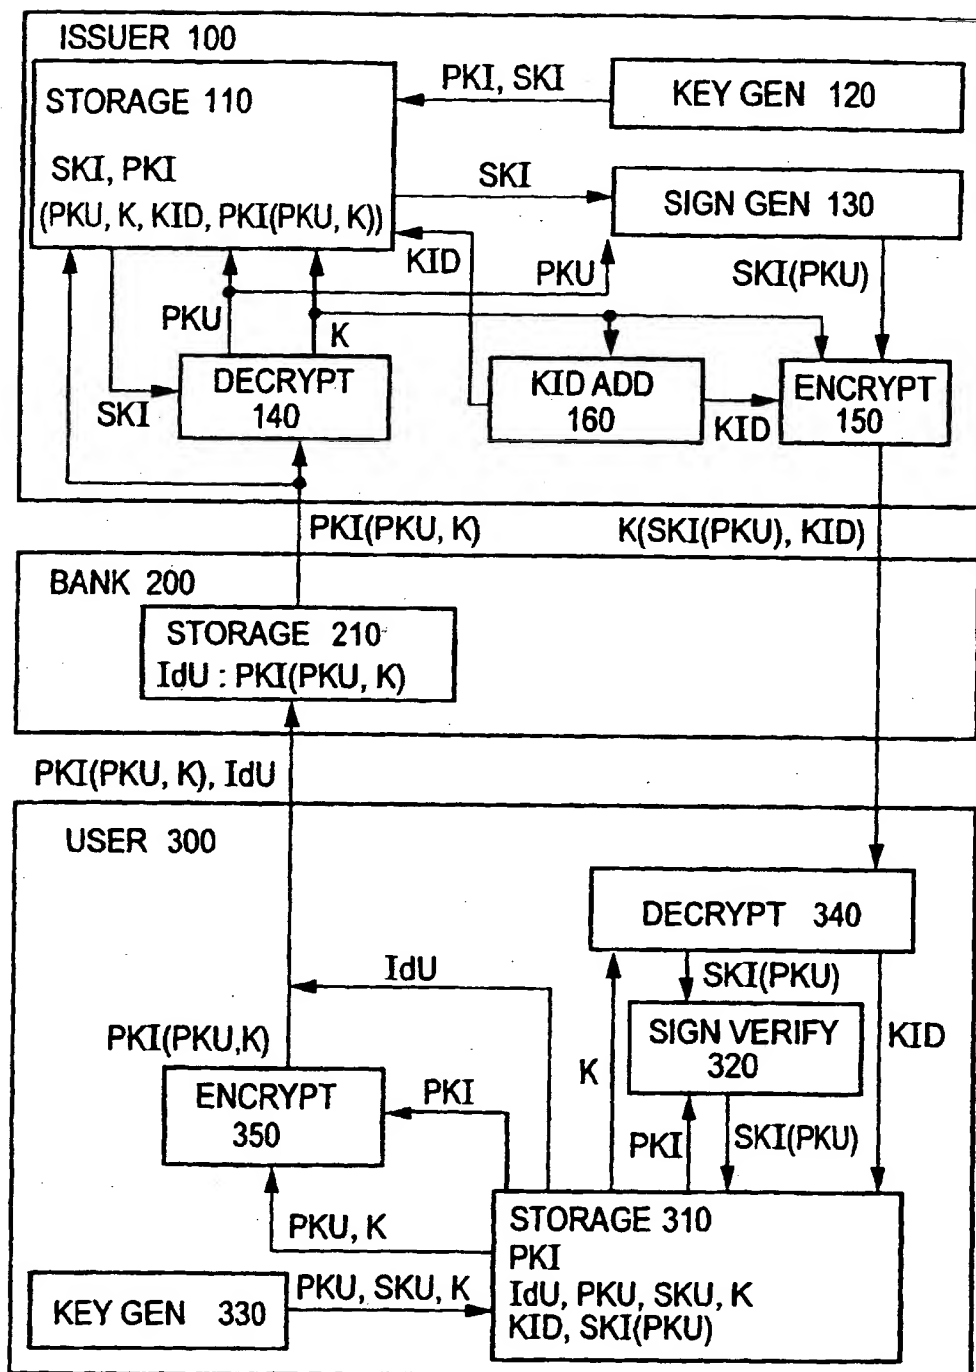 ISSUER 100
STORAGE 110
SKI, PKI
(PKU, K, KID, PKI(PKU, K))
PKI, SKI
KEY GEN 120
SKI
SIGN GEN 130
KID
PKU
SKI(PKU)
PKU
K
SKI
DECRYPT
140
KID ADD
160
KID
ENCRYPT
150
PKI(PKU, K)
K(SKI(PKU), KID)
BANK 200
STORAGE 210
IdU : PKI(PKU, K)
PKI(PKU, K), IdU
USER 300
DECRYPT 340
IdU
SKI(PKU)
PKI(PKU,K)
SIGN VERIFY
320
K
KID
ENCRYPT
350
PKI
PKI
SKI(PKU)
PKU, K
STORAGE 310
PKI
IdU, PKU, SKU, K
KID, SKI(PKU)
KEY GEN 330
PKU, SKU, K